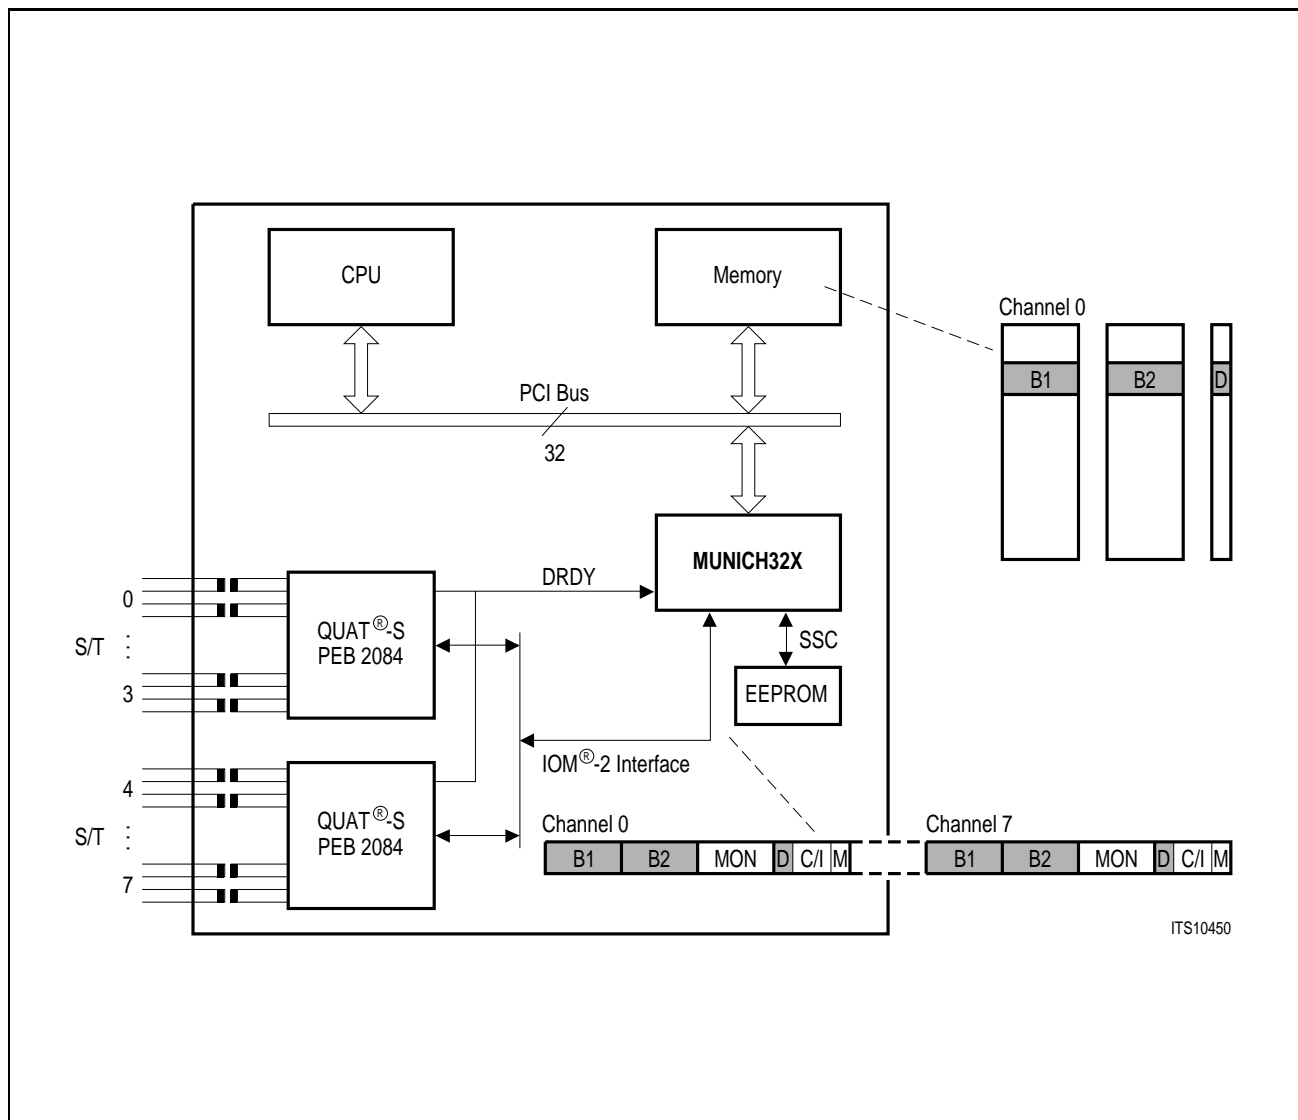 CPU
Memory
Channel 0
B1 B2 D
PCI Bus
32
MUNICH32X
DRDY
0
S/T
3
QUAT®-S
PEB 2084
SSC
EEPROM
IOM®-2 Interface
4
S/T
7
QUAT®-S
PEB 2084
Channel 0
B1 B2 MON D C/I M
Channel 7
B1 B2 MON D C/I M
ITS10450